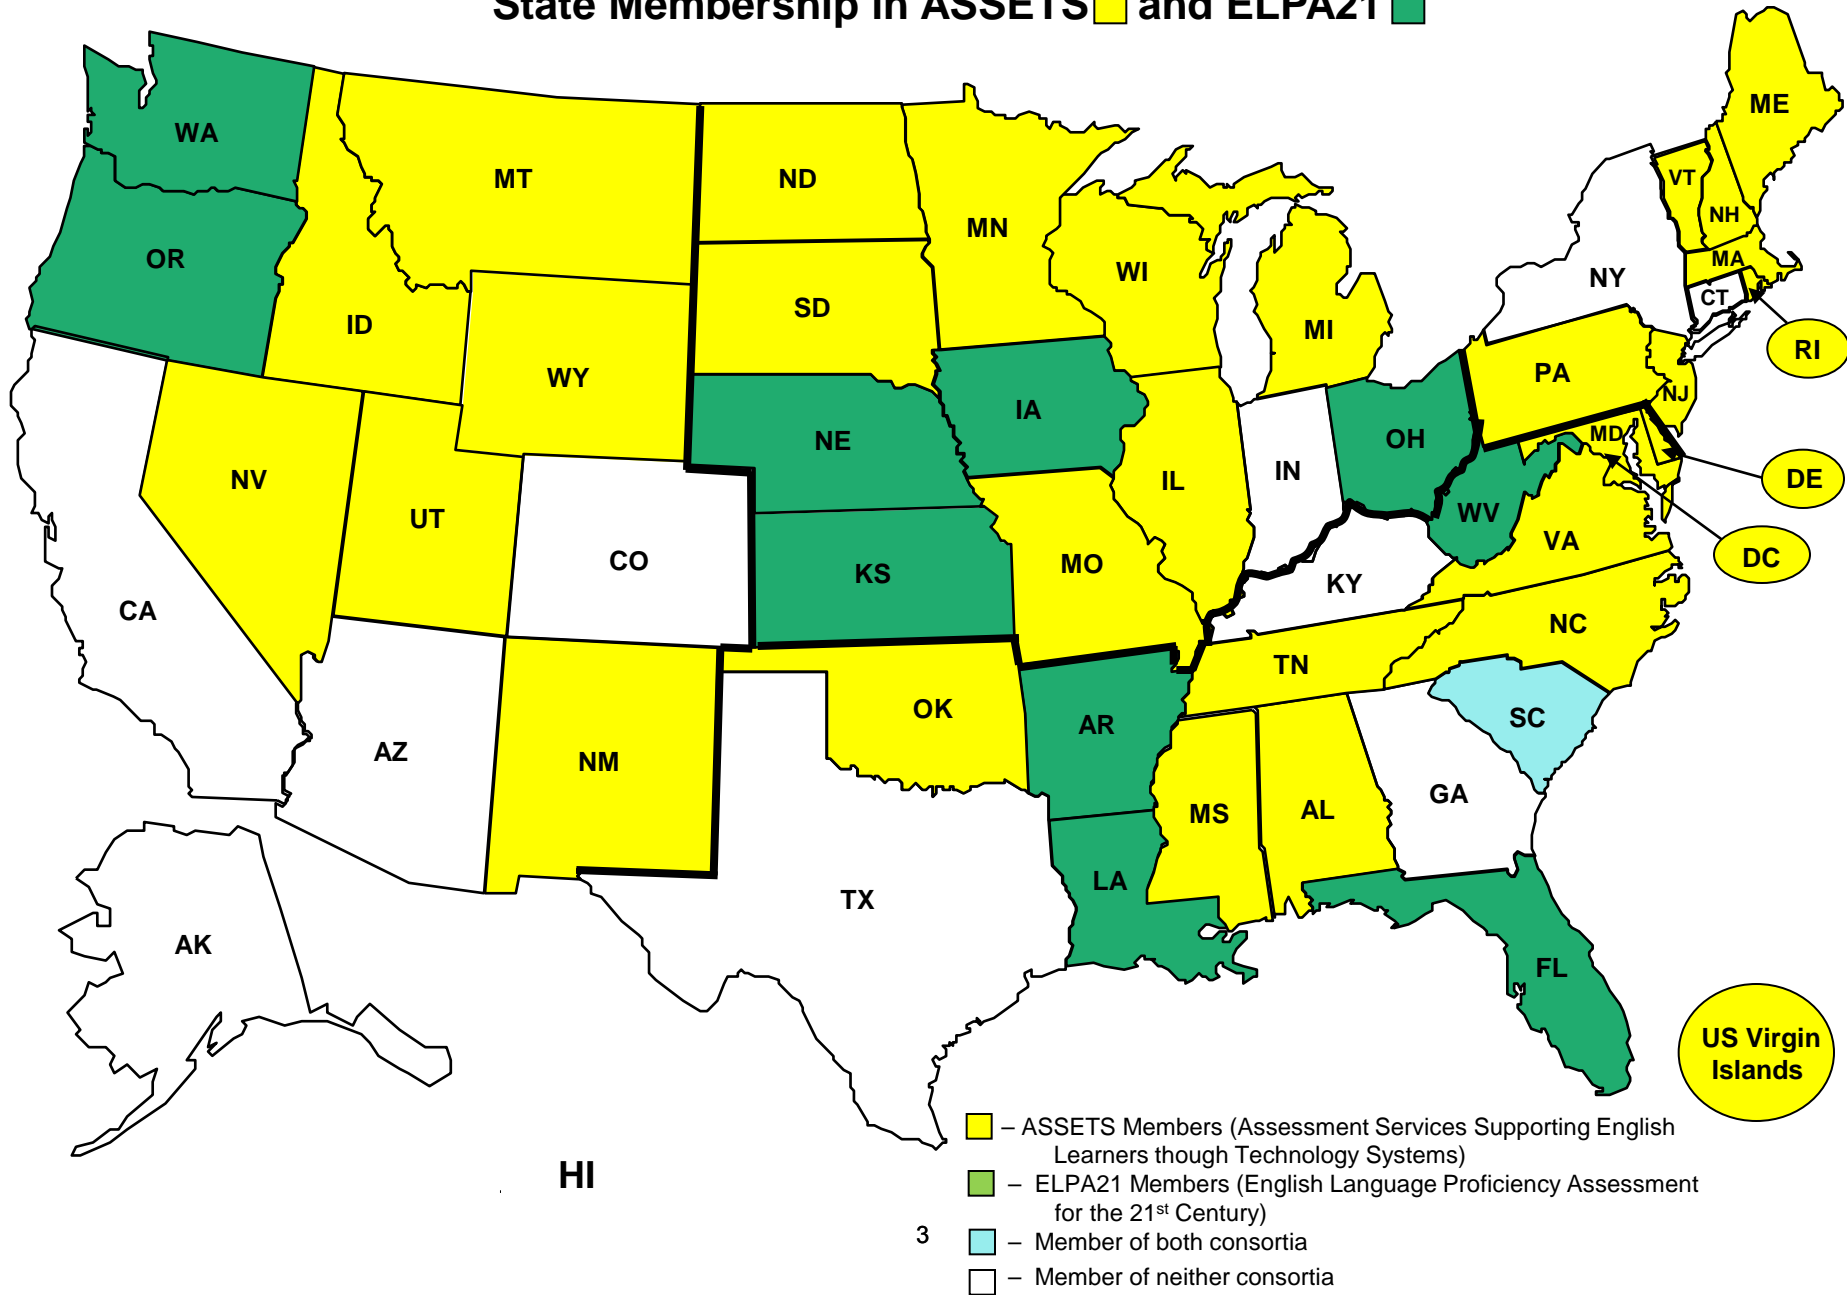 State Membership in ASSETS and ELPA21
WA
MT
ND
MN
ME
VT
NH
OR
ID
SD
WI
MI
NY
MA
CT
RI
WY
NE
IA
PA
NJ
NV
UT
CO
KS
MO
IL
IN
OH
MD
DE
WV
VA
DC
CA
KY
NC
TN
AZ
NM
OK
AR
SC
MS
AL
GA
TX
LA
FL
AK
US Virgin
Islands
HI
– ASSETS Members (Assessment Services Supporting English
Learners though Technology Systems)
– ELPA21 Members (English Language Proficiency Assessment
for the 21st Century)
– Member of both consortia
– Member of neither consortia
3